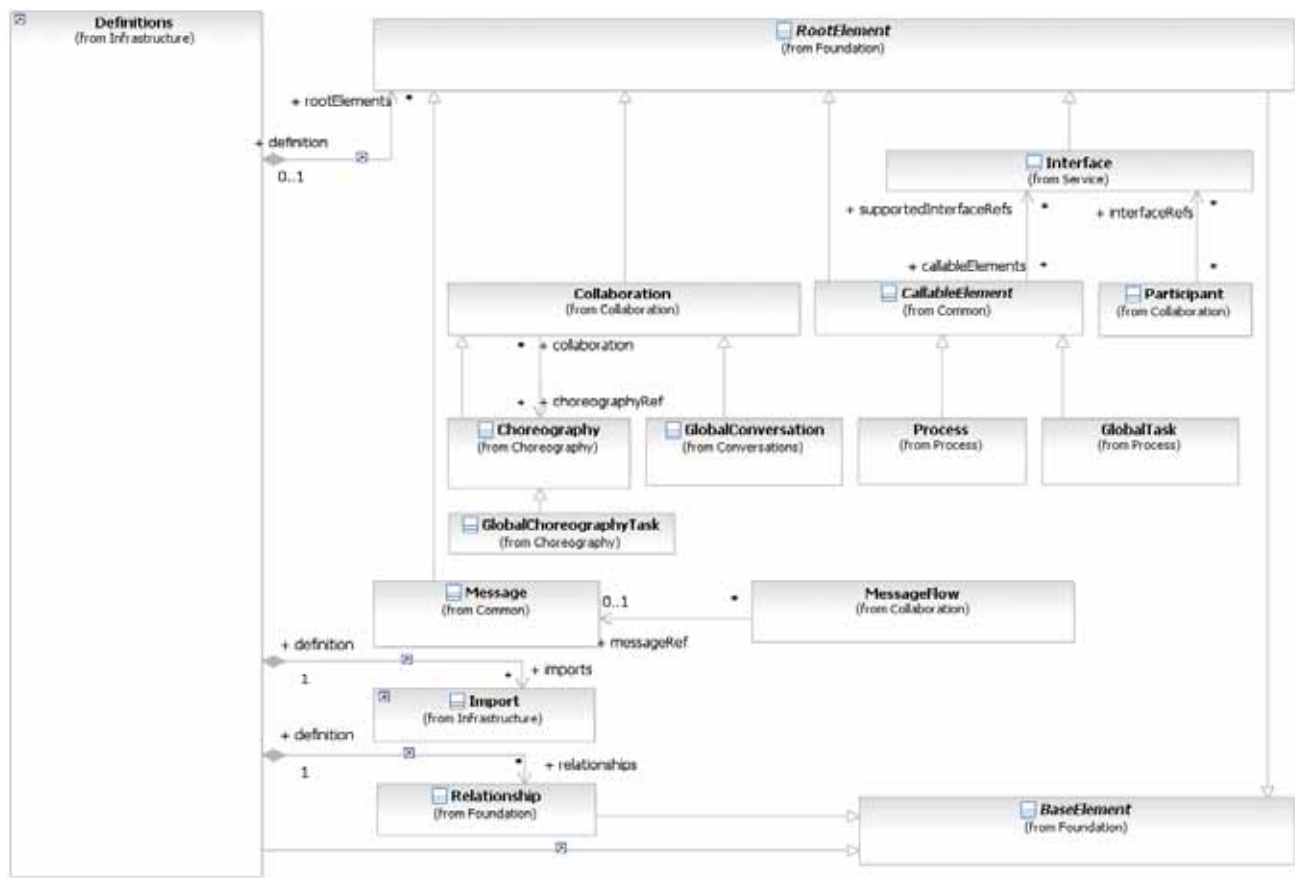 Definitions
(from Infrastructure)
RootElement
(from Foundation)
+ rootElements *
+ definition
0..1
Interface
(from Service)
+ supportedInterfaceRefs *
+ interfaceRefs *
+ callableElements *
*
Collaboration
(from Collaboration)
CallableElement
(from Common)
Participant
(from Collaboration)
* + collaboration
* + choreographyRef
Choreography
(from Choreography)
GlobalConversation
(from Conversations)
Process
(from Process)
GlobalTask
(from Process)
GlobalChoreographyTask
(from Choreography)
Message
(from Common)
0..1
*
MessageFlow
(from Collaboration)
+ messageRef
+ definition
1
* + imports
Import
(from Infrastructure)
+ definition
1
* + relationships
Relationship
(from Foundation)
BaseElement
(from Foundation)